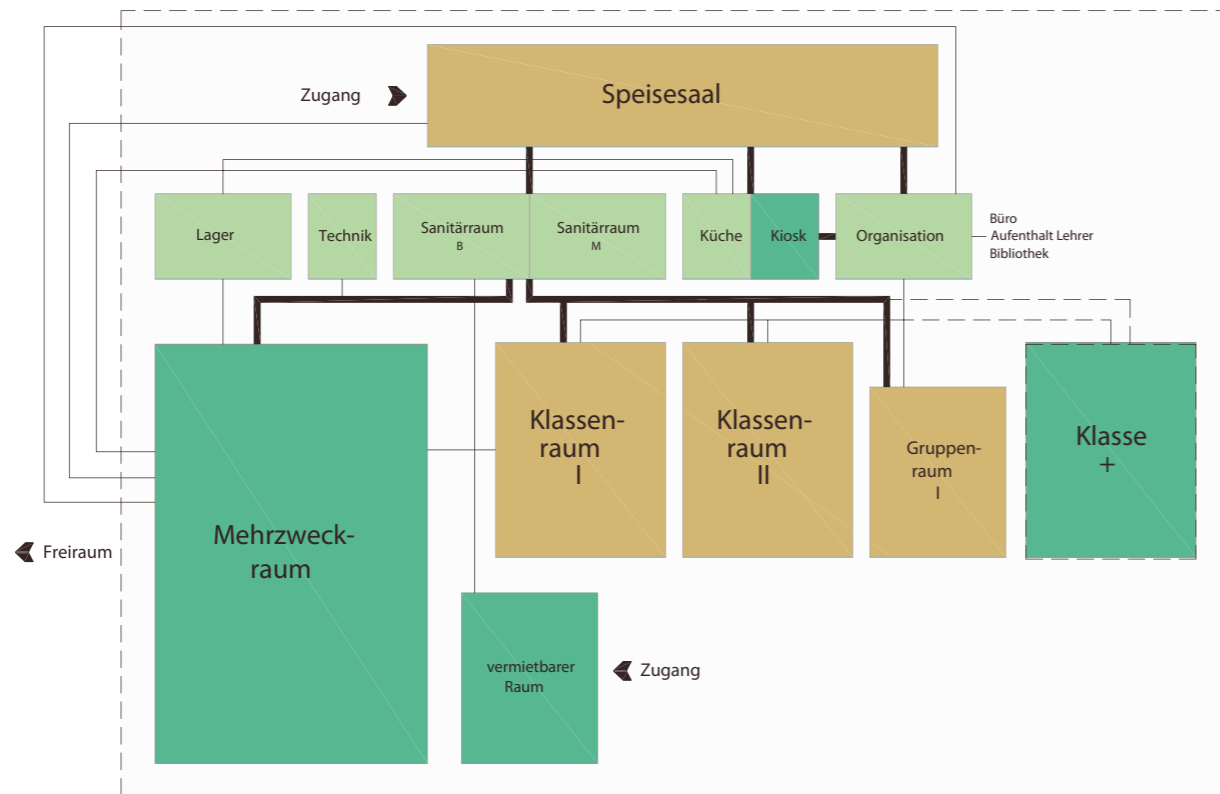 Zugang
Speisesaal
Lager
Technik
Sanitärraum
B
Sanitärraum
M
Küche
Kiosk
Organisation
Büro
Aufenthalt Lehrer
Bibliothek
Mehrzweck-
raum
Klassen-
raum
I
Klassen-
raum
II
Gruppen-
raum
I
Klasse
+
Freiraum
vermietbarer
Raum
Zugang